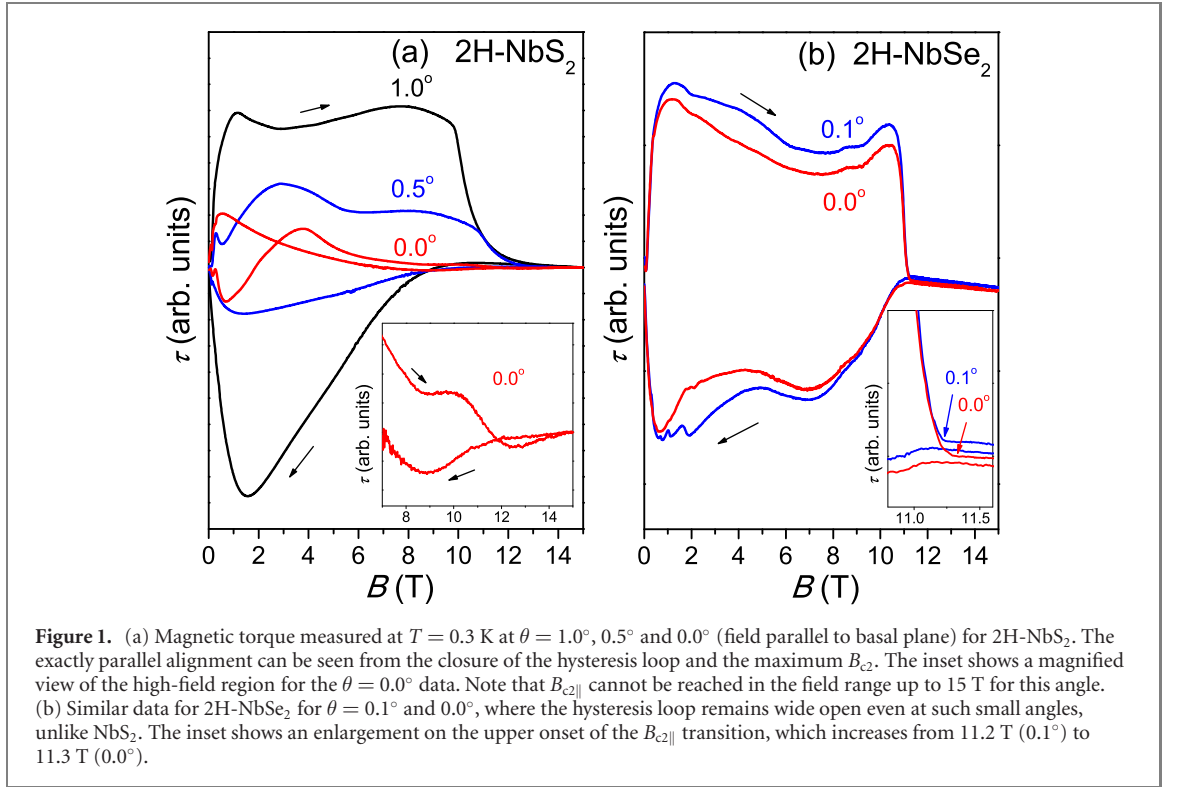 (a) 2H-NbS₂
1.0°
0.5°
0.0°
τ (arb. units)
0.0°
τ (arb. units)
8 10 12 14
0 2 4 6 8 10 12 14
B (T)
(b) 2H-NbSe₂
0.1°
0.0°
τ (arb. units)
0.1°
0.0°
τ (arb. units)
11.0 11.5
0 2 4 6 8 10 12 14
B (T)
Figure 1. (a) Magnetic torque measured at T = 0.3 K at θ = 1.0°, 0.5° and 0.0° (field parallel to basal plane) for 2H-NbS₂. The
exactly parallel alignment can be seen from the closure of the hysteresis loop and the maximum Bc2. The inset shows a magnified
view of the high-field region for the θ = 0.0° data. Note that Bc2∥ cannot be reached in the field range up to 15 T for this angle.
(b) Similar data for 2H-NbSe₂ for θ = 0.1° and 0.0°, where the hysteresis loop remains wide open even at such small angles,
unlike NbS₂. The inset shows an enlargement on the upper onset of the Bc2∥ transition, which increases from 11.2 T (0.1°) to
11.3 T (0.0°).